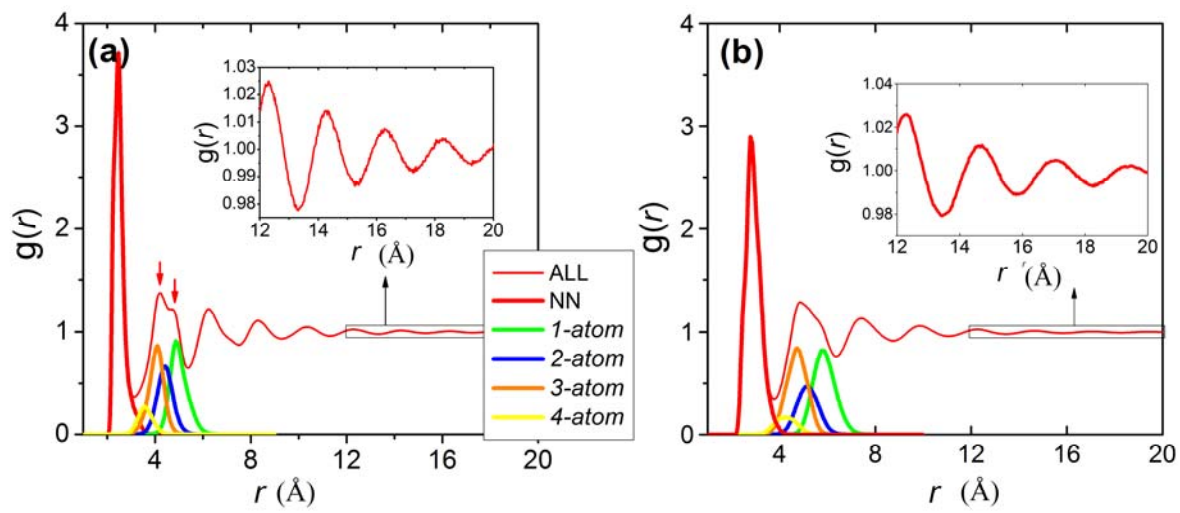 (a)
4
3
2
1
0
g(r)
4 8 12 16 20
r (Å)
1.03
1.02
1.01
1.00
0.99
0.98
g(r)
12 14 16 18 20
r (Å)
ALL
NN
1-atom
2-atom
3-atom
4-atom
(b)
4
3
2
1
0
g(r)
4 8 12 16 20
r (Å)
1.04
1.02
1.00
0.98
g(r)
12 14 16 18 20
r r (Å)